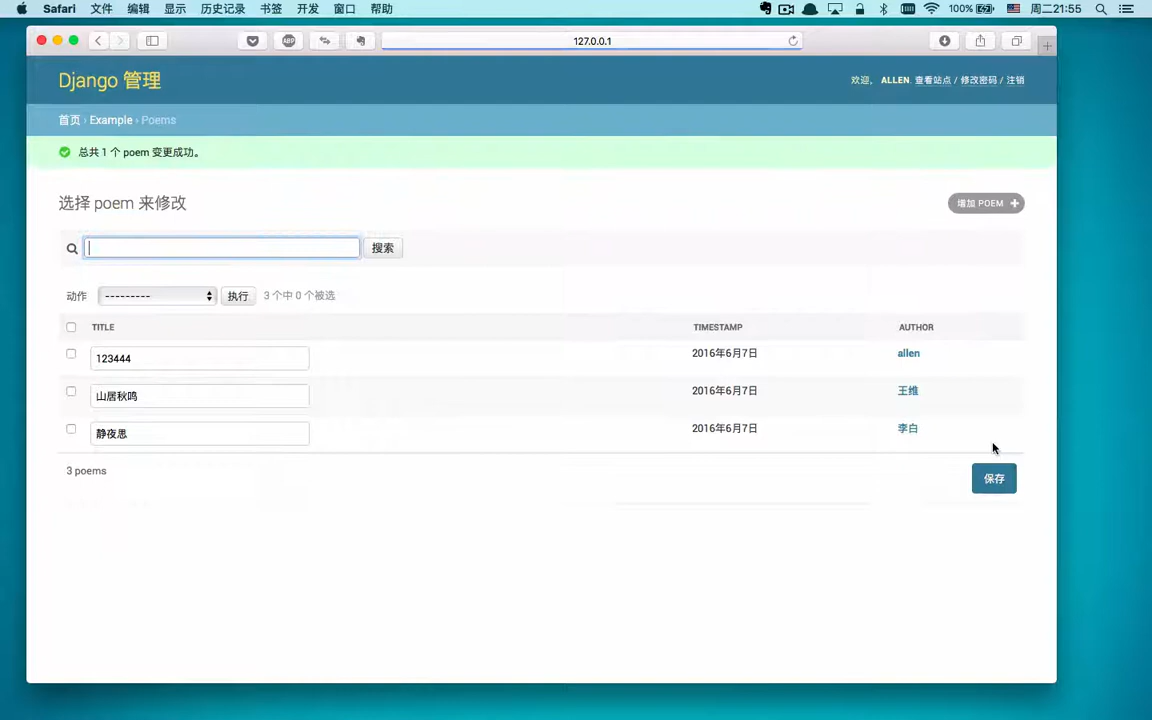 Safari 文件 编辑 显示 历史记录 书签 开发 窗口 帮助 100% 周二21:55
ABP 127.0.0.1
Django 管理 欢迎, ALLEN. 查看站点 / 修改密码 / 注销
首页 › Example › Poems
总共 1 个 poem 变更成功。
选择 poem 来修改 增加 POEM +
搜索
动作 --------- 执行 3 个中 0 个被选
TITLE TIMESTAMP AUTHOR
123444 2016年6月7日 allen
山居秋鸣 2016年6月7日 王维
静夜思 2016年6月7日 李白
3 poems 保存